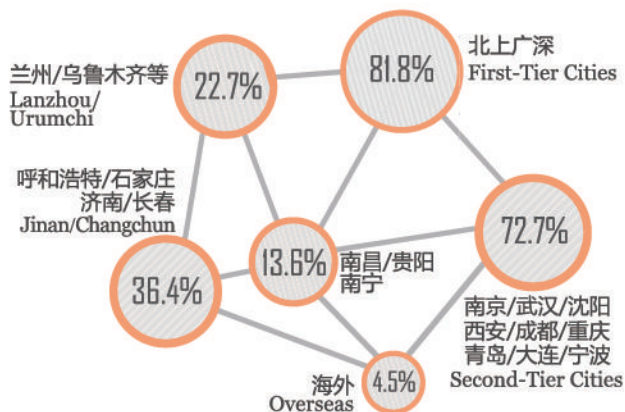 兰州/乌鲁木齐等
Lanzhou/
Urumchi
22.7%
81.8%
北上广深
First-Tier Cities
呼和浩特/石家庄
济南/长春
Jinan/Changchun
36.4%
13.6%
南昌/贵阳
南宁
72.7%
南京/武汉/沈阳
西安/成都/重庆
青岛/大连/宁波
Second-Tier Cities
海外
Overseas
4.5%